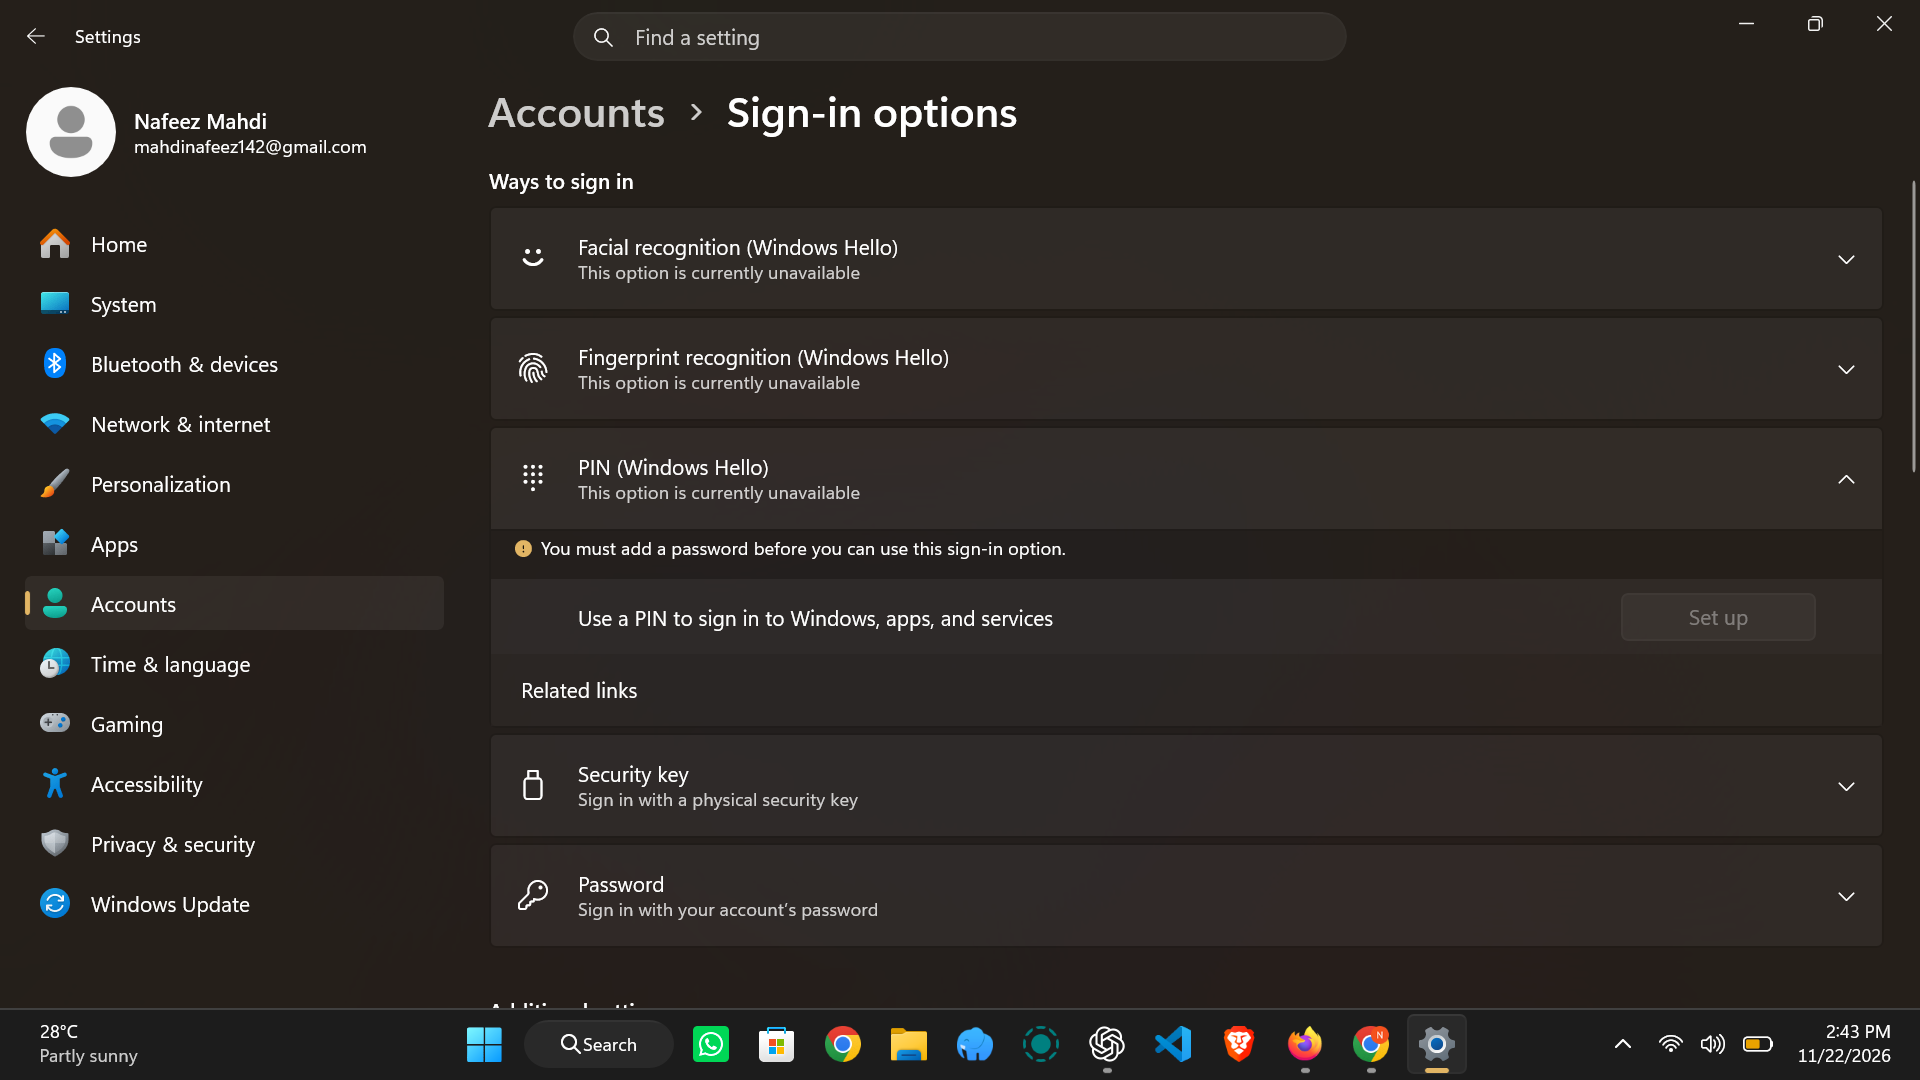 Settings
Find a setting
Nafeez Mahdi
mahdinafeez142@gmail.com
Home
System
Bluetooth & devices
Network & internet
Personalization
Apps
Accounts
Time & language
Gaming
Accessibility
Privacy & security
Windows Update
Accounts › Sign-in options
Ways to sign in
Facial recognition (Windows Hello)
This option is currently unavailable
Fingerprint recognition (Windows Hello)
This option is currently unavailable
PIN (Windows Hello)
This option is currently unavailable
You must add a password before you can use this sign-in option.
Use a PIN to sign in to Windows, apps, and services
Set up
Related links
Security key
Sign in with a physical security key
Password
Sign in with your account’s password
28°C
Partly sunny
Search
N
2:43 PM
11/22/2026